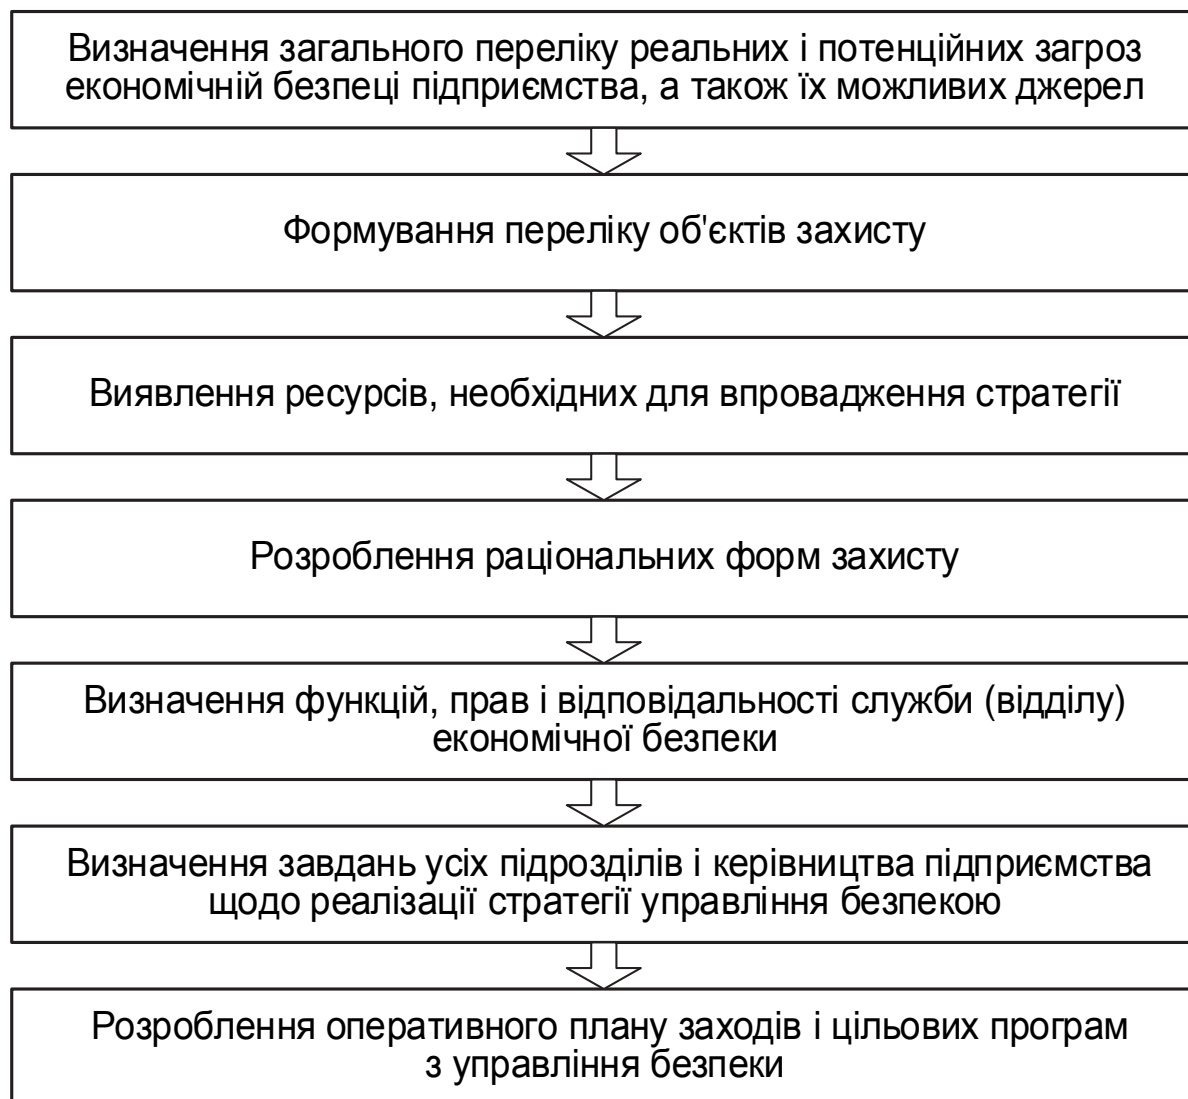 Визначення загального переліку реальних і потенційних загроз
економічній безпеці підприємства, а також їх можливих джерел
Формування переліку об'єктів захисту
Виявлення ресурсів, необхідних для впровадження стратегії
Розроблення раціональних форм захисту
Визначення функцій, прав і відповідальності служби (відділу)
економічної безпеки
Визначення завдань усіх підрозділів і керівництва підприємства
щодо реалізації стратегії управління безпекою
Розроблення оперативного плану заходів і цільових програм
з управління безпеки